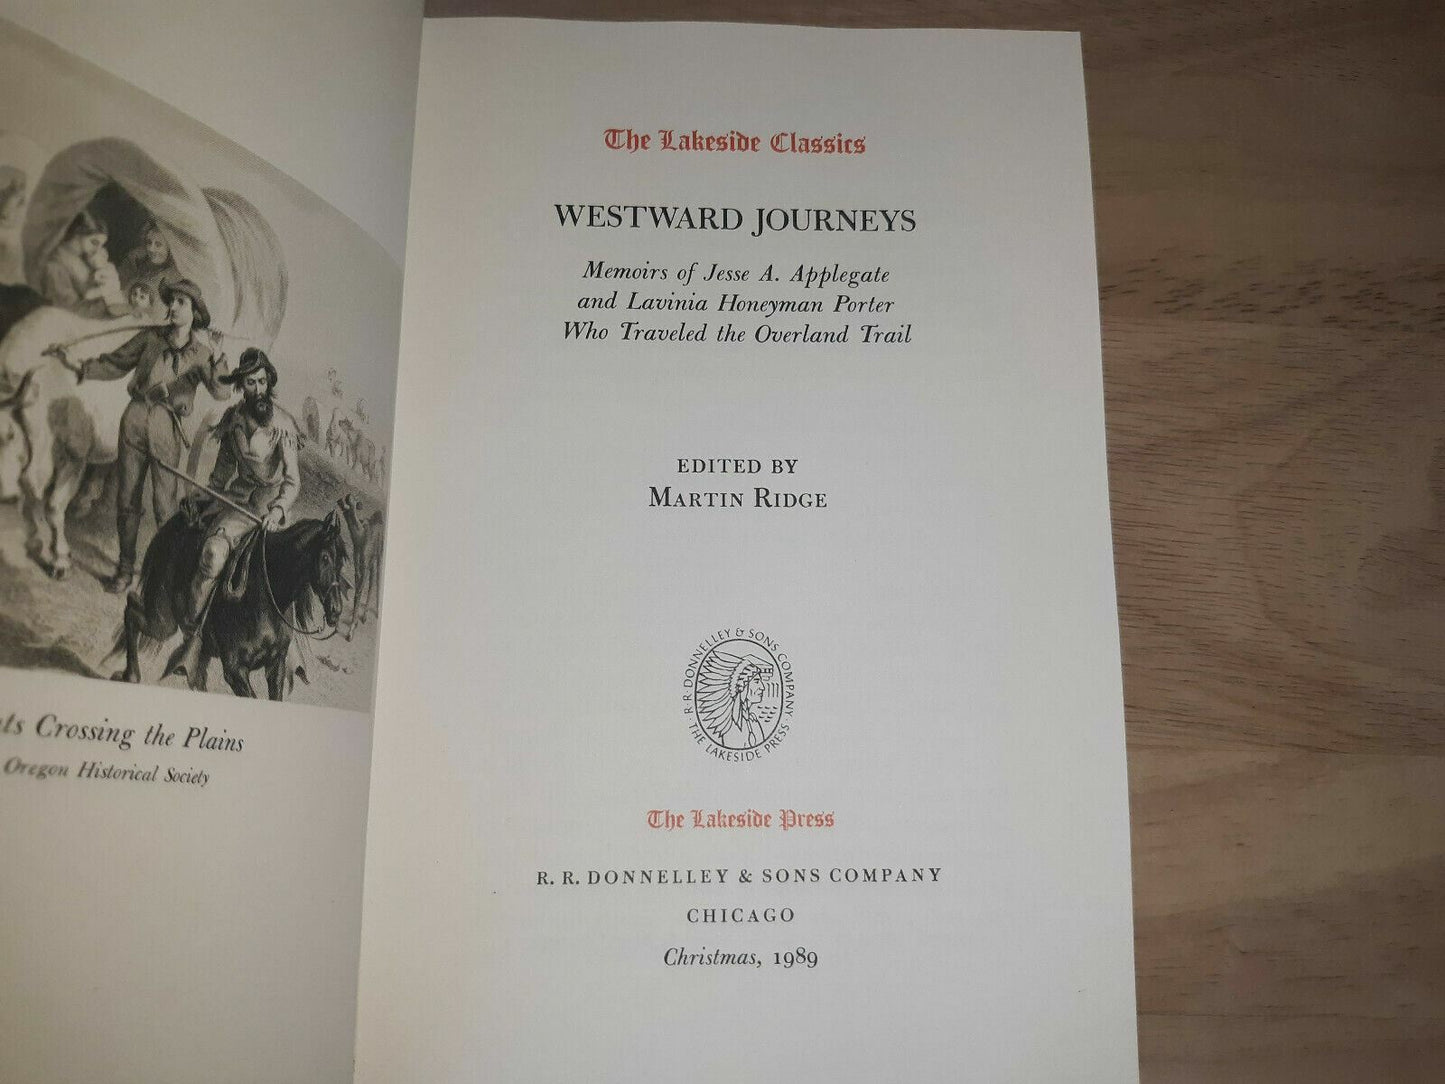 Crossing the Plains
Oregon Historical Society
The Lakeside Classics
WESTWARD JOURNEYS
Memoirs of Jesse A. Applegate
and Lavinia Honeyman Porter
Who Traveled the Overland Trail
EDITED BY
MARTIN RIDGE
· R·R·DONNELLEY & SONS COMPANY ·
THE LAKESIDE PRESS
The Lakeside Press
R. R. DONNELLEY & SONS COMPANY
CHICAGO
Christmas, 1989